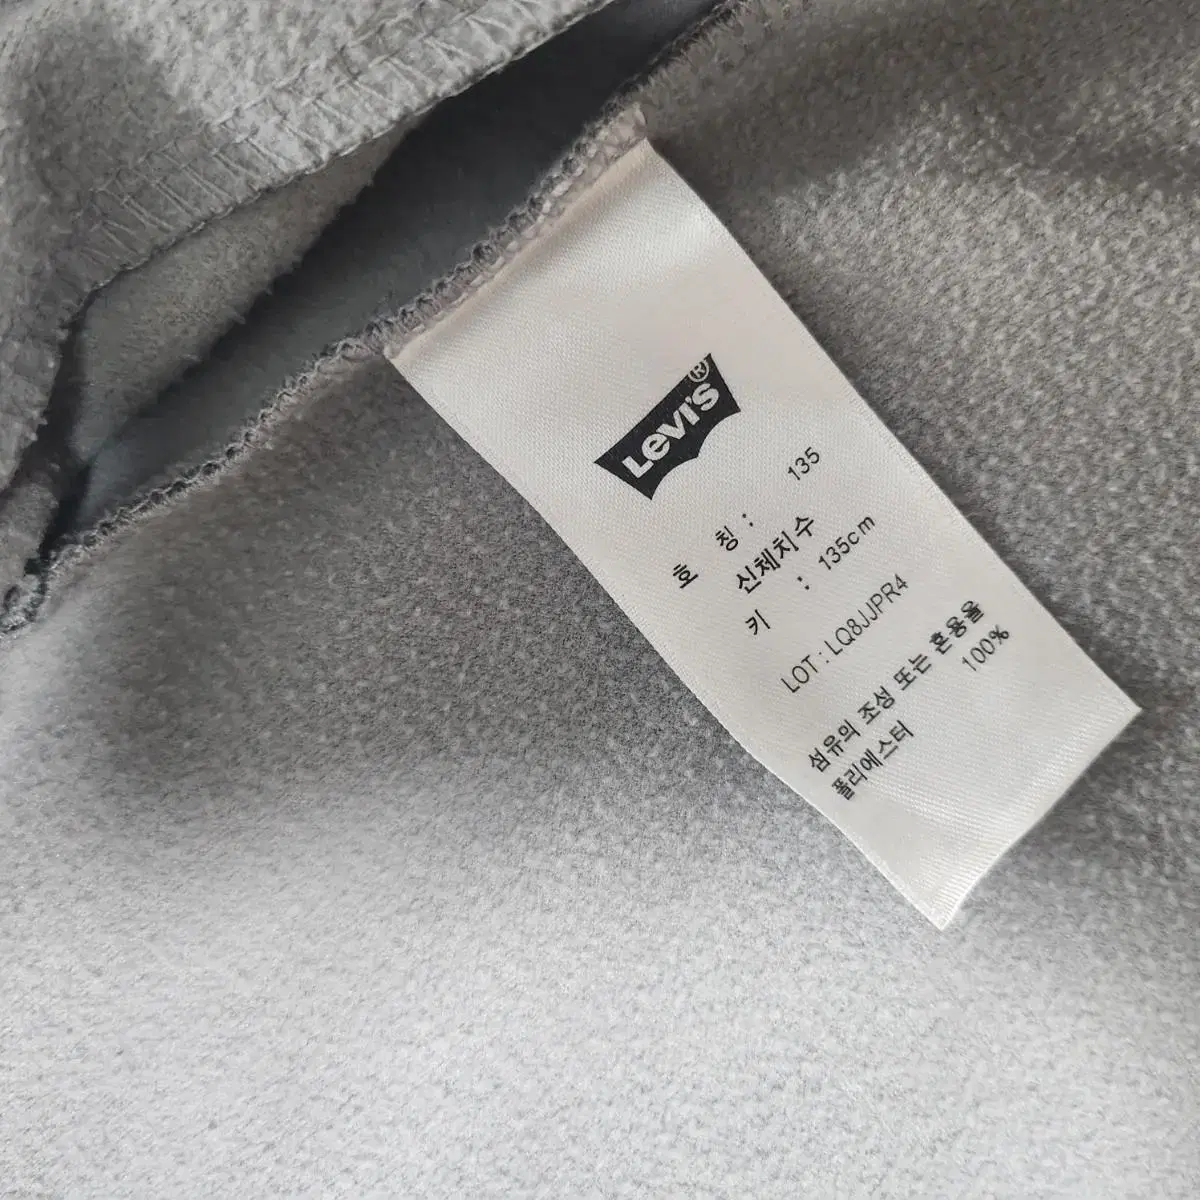 Levi's®
호 칭 : 135
신체치수
키 : 135cm
LOT : LQ8JJPR4
섬유의 조성 또는 혼용율
폴리에스터 100%